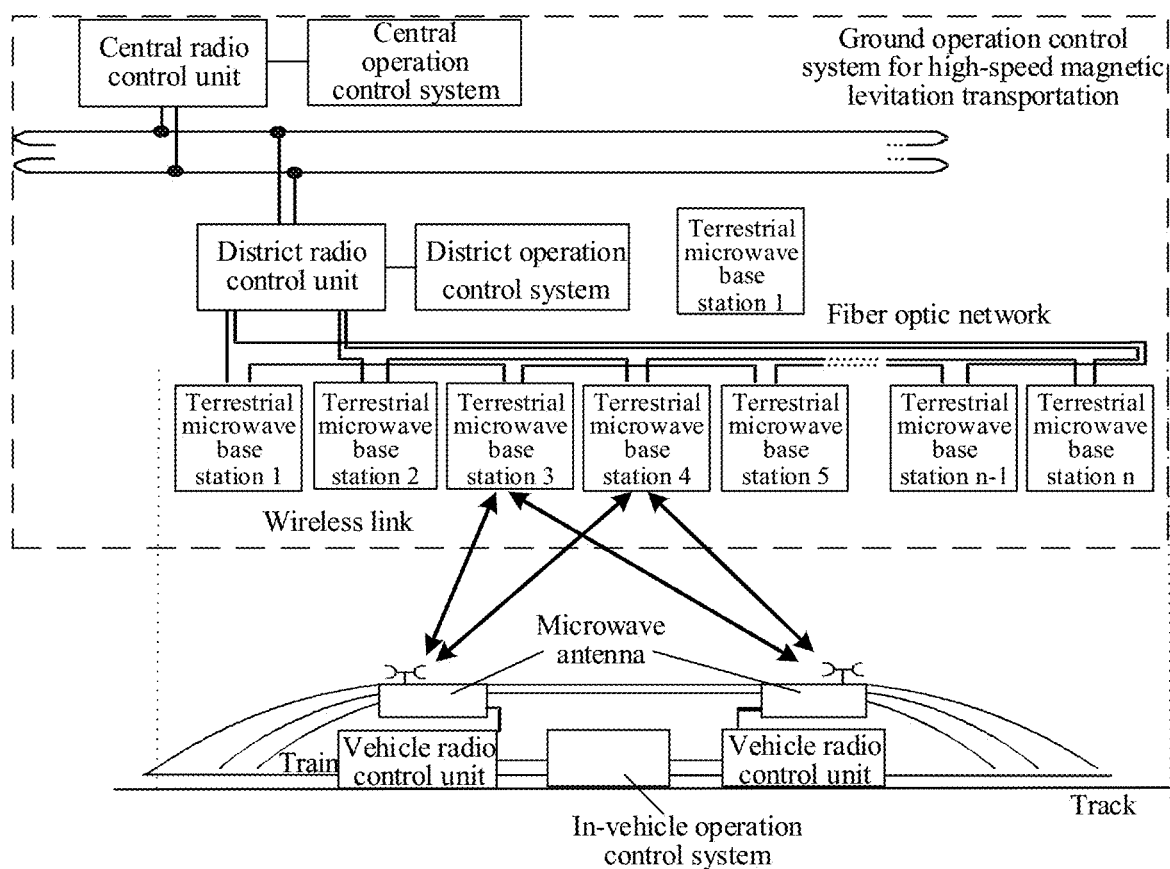 Central radio
control unit
Central
operation
control system
Ground operation control
system for high-speed magnetic
levitation transportation
District radio
control unit
District operation
control system
Terrestrial
microwave
base
station 1
Fiber optic network
Terrestrial
microwave
base
station 1
Terrestrial
microwave
base
station 2
Terrestrial
microwave
base
station 3
Terrestrial
microwave
base
station 4
Terrestrial
microwave
base
station 5
Terrestrial
microwave
base
station n-1
Terrestrial
microwave
base
station n
Wireless link
Microwave
antenna
Train
Vehicle radio
control unit
Vehicle radio
control unit
Track
In-vehicle operation
control system